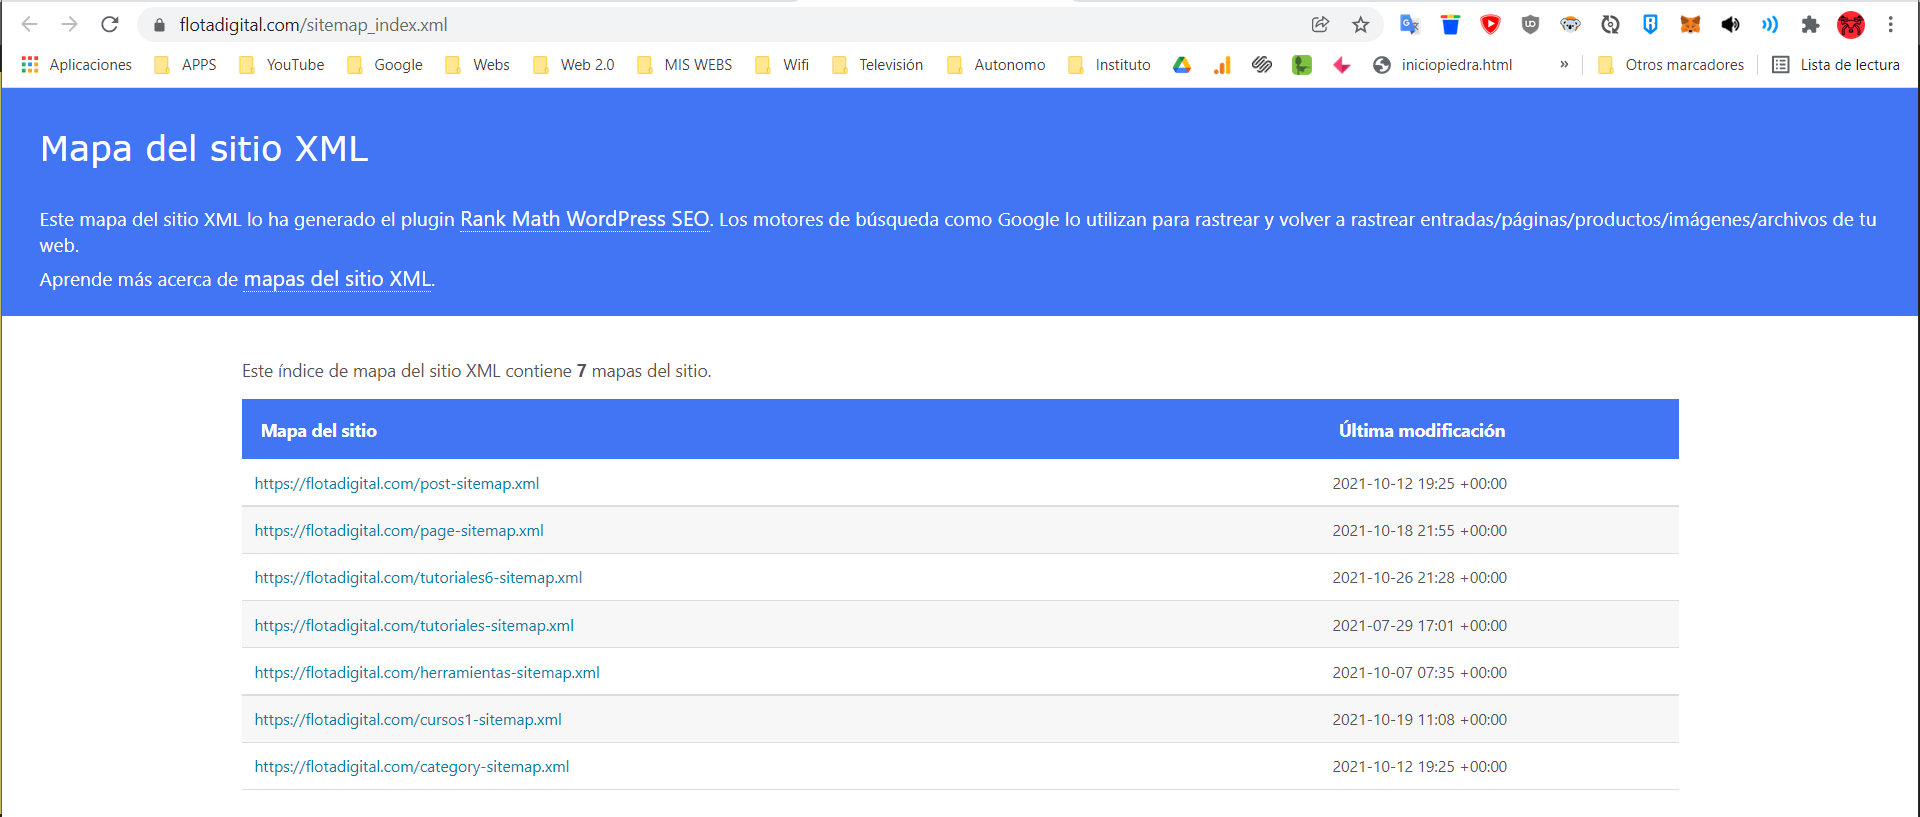 flotadigital.com/sitemap_index.xml
Aplicaciones APPS YouTube Google Webs Web 2.0 MIS WEBS Wifi Televisión Autonomo Instituto iniciopiedra.html » Otros marcadores Lista de lectura
Mapa del sitio XML
Este mapa del sitio XML lo ha generado el plugin Rank Math WordPress SEO. Los motores de búsqueda como Google lo utilizan para rastrear y volver a rastrear entradas/páginas/productos/imágenes/archivos de tu
web.
Aprende más acerca de mapas del sitio XML.
Este índice de mapa del sitio XML contiene 7 mapas del sitio.
Mapa del sitio Última modificación
https://flotadigital.com/post-sitemap.xml 2021-10-12 19:25 +00:00
https://flotadigital.com/page-sitemap.xml 2021-10-18 21:55 +00:00
https://flotadigital.com/tutoriales6-sitemap.xml 2021-10-26 21:28 +00:00
https://flotadigital.com/tutoriales-sitemap.xml 2021-07-29 17:01 +00:00
https://flotadigital.com/herramientas-sitemap.xml 2021-10-07 07:35 +00:00
https://flotadigital.com/cursos1-sitemap.xml 2021-10-19 11:08 +00:00
https://flotadigital.com/category-sitemap.xml 2021-10-12 19:25 +00:00